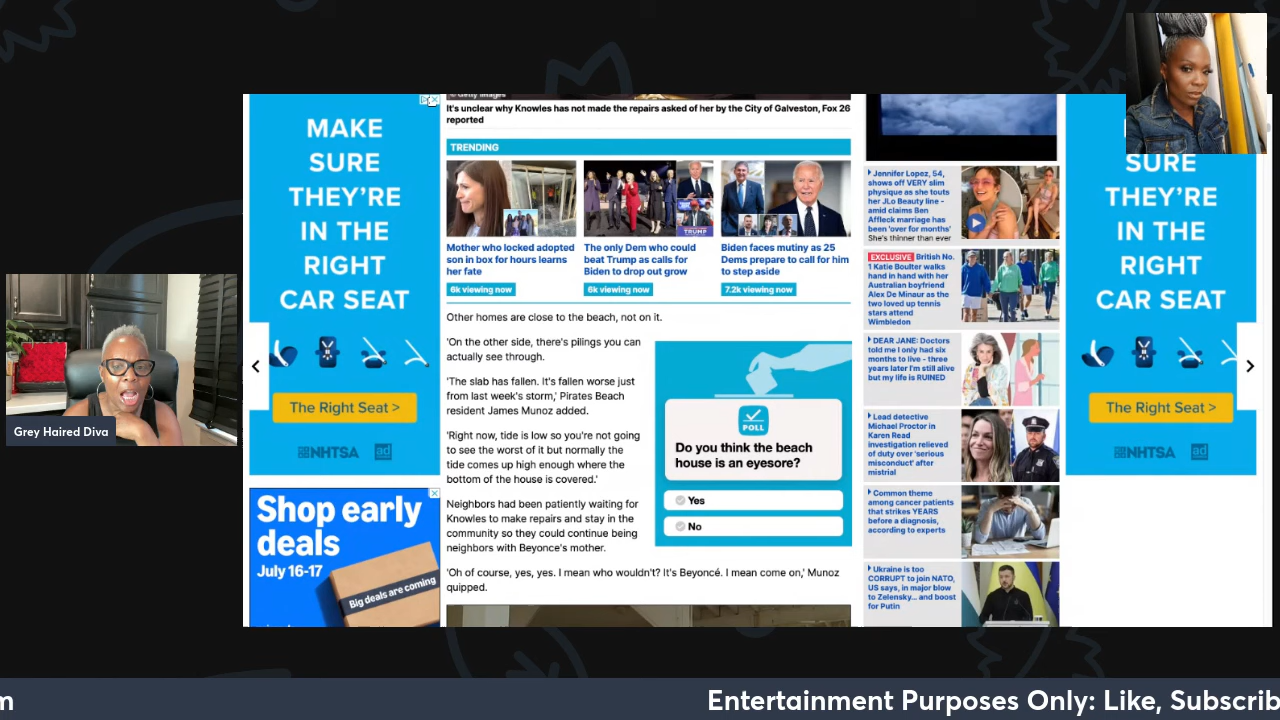 © Getty Images
It's unclear why Knowles has not made the repairs asked of her by the City of Galveston, Fox 26
reported
MAKE
SURE
THEY'RE
IN THE
RIGHT
CAR SEAT
The Right Seat >
NHTSA
ad
Shop early
deals
July 16-17
Big deals are coming
Grey Haired Diva
TRENDING
TRUMP
Mother who locked adopted
son in box for hours learns
her fate
6k viewing now
The only Dem who could
beat Trump as calls for
Biden to drop out grow
6k viewing now
Biden faces mutiny as 25
Dems prepare to call for him
to step aside
7.2k viewing now
Other homes are close to the beach, not on it.
'On the other side, there's pilings you can
actually see through.
'The slab has fallen. It's fallen worse just
from last week's storm,' Pirates Beach
resident James Munoz added.
'Right now, tide is low so you're not going
to see the worst of it but normally the
tide comes up high enough where the
bottom of the house is covered.'
Neighbors had been patiently waiting for
Knowles to make repairs and stay in the
community so they could continue being
neighbors with Beyonce's mother.
'Oh of course, yes, yes. I mean who wouldn't? It's Beyoncé. I mean come on,' Munoz
quipped.
POLL
Do you think the beach
house is an eyesore?
Yes
No
Jennifer Lopez, 54,
shows off VERY slim
physique as she touts
her JLo Beauty line -
amid claims Ben
Affleck marriage has
been 'over for months'
She's thinner than ever
EXCLUSIVE British No.
1 Katie Boulter walks
hand in hand with her
Australian boyfriend
Alex De Minaur as the
two loved up tennis
stars attend
Wimbledon
DEAR JANE: Doctors
told me I only had six
months to live - three
years later I'm still alive
but my life is RUINED
Lead detective
Michael Proctor in
Karen Read
investigation relieved
of duty over 'serious
misconduct' after
mistrial
Common theme
among cancer patients
that strikes YEARS
before a diagnosis,
according to experts
Ukraine is too
CORRUPT to join NATO,
US says, in major blow
to Zelensky... and boost
for Putin
SURE
THEY'RE
IN THE
RIGHT
CAR SEAT
The Right Seat >
NHTSA
ad
m
Entertainment Purposes Only: Like, Subscrib